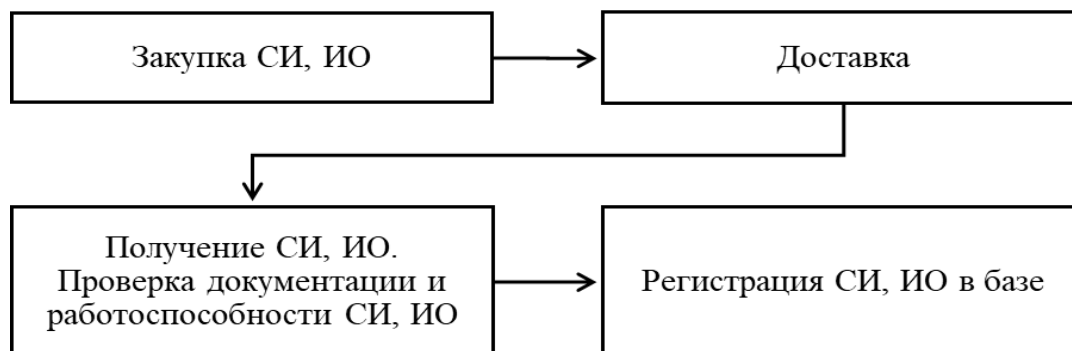 Закупка СИ, ИО
Доставка
Получение СИ, ИО.
Проверка документации и
работоспособности СИ, ИО
Регистрация СИ, ИО в базе